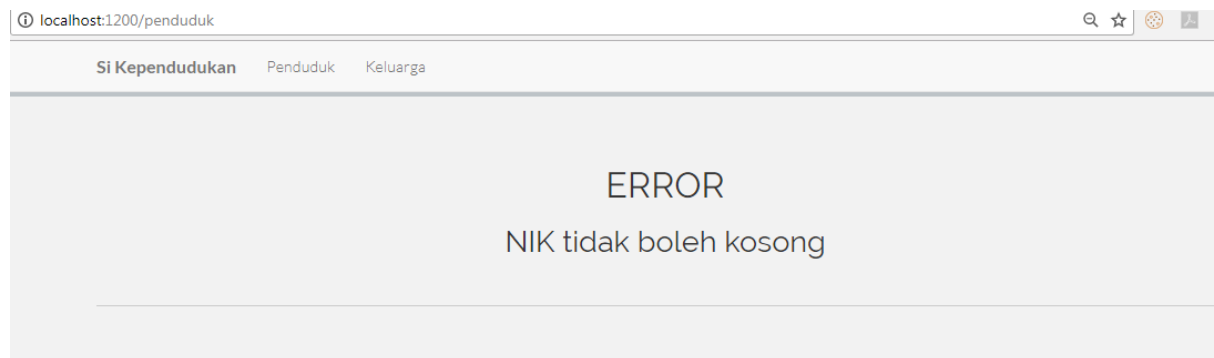 localhost:1200/penduduk
Si Kependudukan Penduduk Keluarga
ERROR
NIK tidak boleh kosong